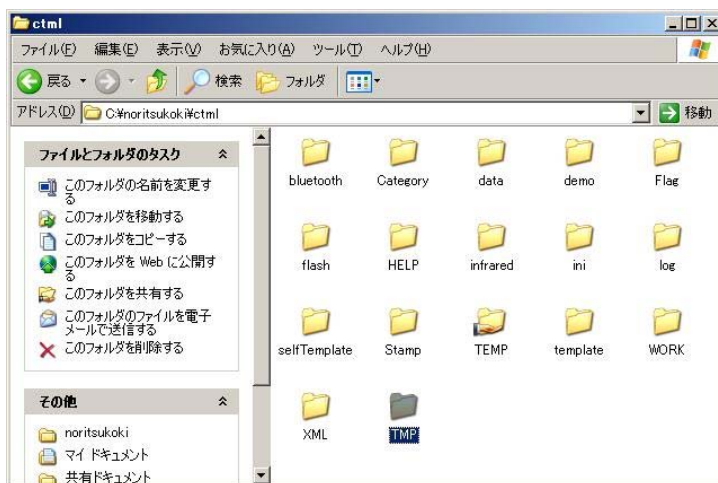 ctml
ファイル(F) 編集(E) 表示(V) お気に入り(A) ツール(T) ヘルプ(H)
戻る 検索 フォルダ
アドレス(D) C:¥noritsukoki¥ctml 移動
ファイルとフォルダのタスク
このフォルダの名前を変更す
る
このフォルダを移動する
このフォルダをコピーする
このフォルダを Web に公開す
る
このフォルダを共有する
このフォルダのファイルを電子
メールで送信する
このフォルダを削除する
その他
noritsukoki
マイ ドキュメント
共有ドキュメント
bluetooth Category data demo Flag
flash HELP infrared ini log
selfTemplate Stamp TEMP template WORK
XML TMP